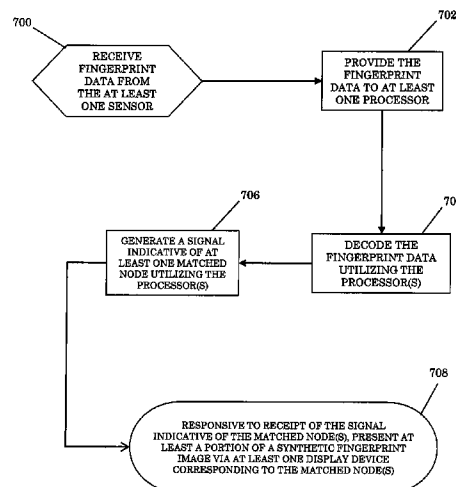 700
RECEIVE
FINGERPRINT
DATA FROM
THE AT LEAST
ONE SENSOR
702
PROVIDE THE
FINGERPRINT
DATA TO AT LEAST
ONE PROCESSOR
70
DECODE THE
FINGERPRINT DATA
UTILIZING THE
PROCESSOR(S)
706
GENERATE A SIGNAL
INDICATIVE OF AT
LEAST ONE MATCHED
NODE UTILIZING THE
PROCESSOR(S)
708
RESPONSIVE TO RECEIPT OF THE SIGNAL
INDICATIVE OF THE MATCHED NODE(S), PRESENT AT
LEAST A PORTION OF A SYNTHETIC FINGERPRINT
IMAGE VIA AT LEAST ONE DISPLAY DEVICE
CORRESPONDING TO THE MATCHED NODE(S)